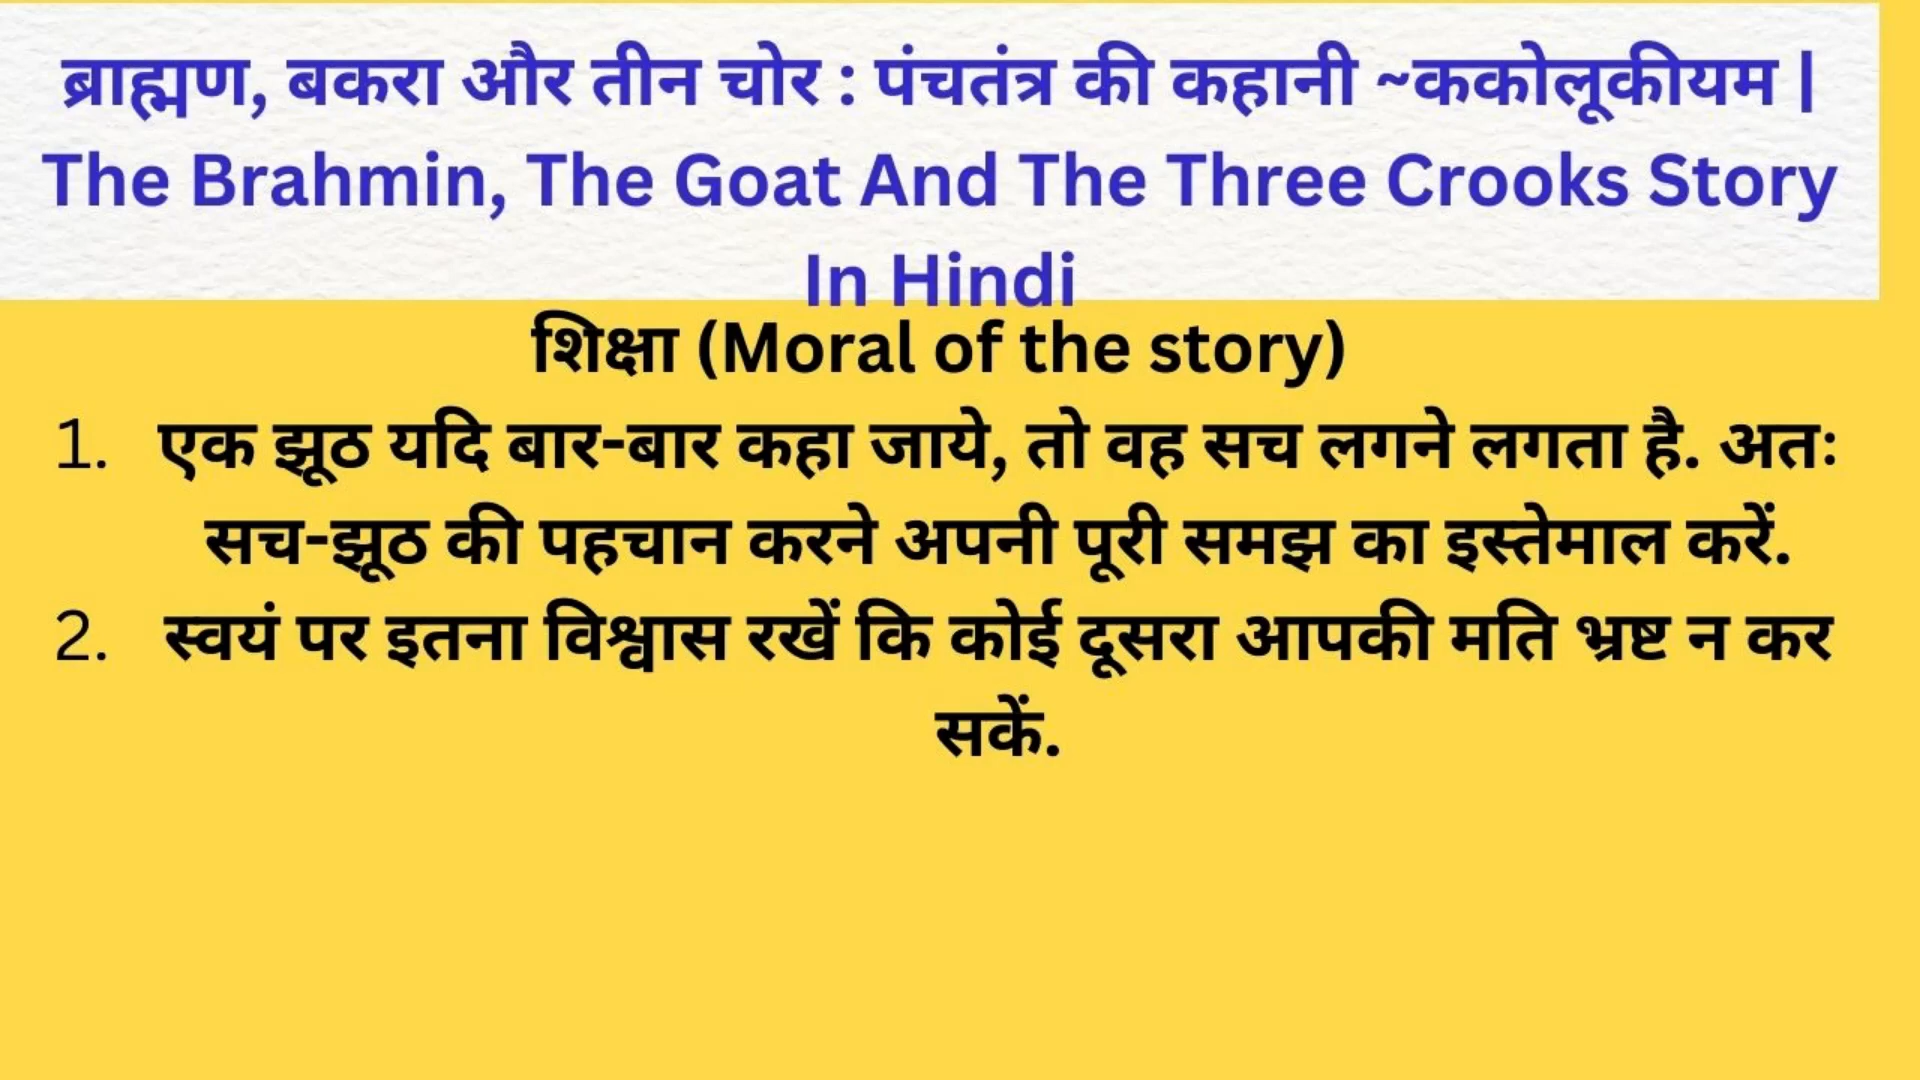 ब्राह्मण, बकरा और तीन चोर : पंचतंत्र की कहानी ~ककोलूकीयम |
The Brahmin, The Goat And The Three Crooks Story
In Hindi
शिक्षा (Moral of the story)
1. एक झूठ यदि बार-बार कहा जाये, तो वह सच लगने लगता है. अतः
सच-झूठ की पहचान करने अपनी पूरी समझ का इस्तेमाल करें.
2. स्वयं पर इतना विश्वास रखें कि कोई दूसरा आपकी मति भ्रष्ट न कर
सकें.